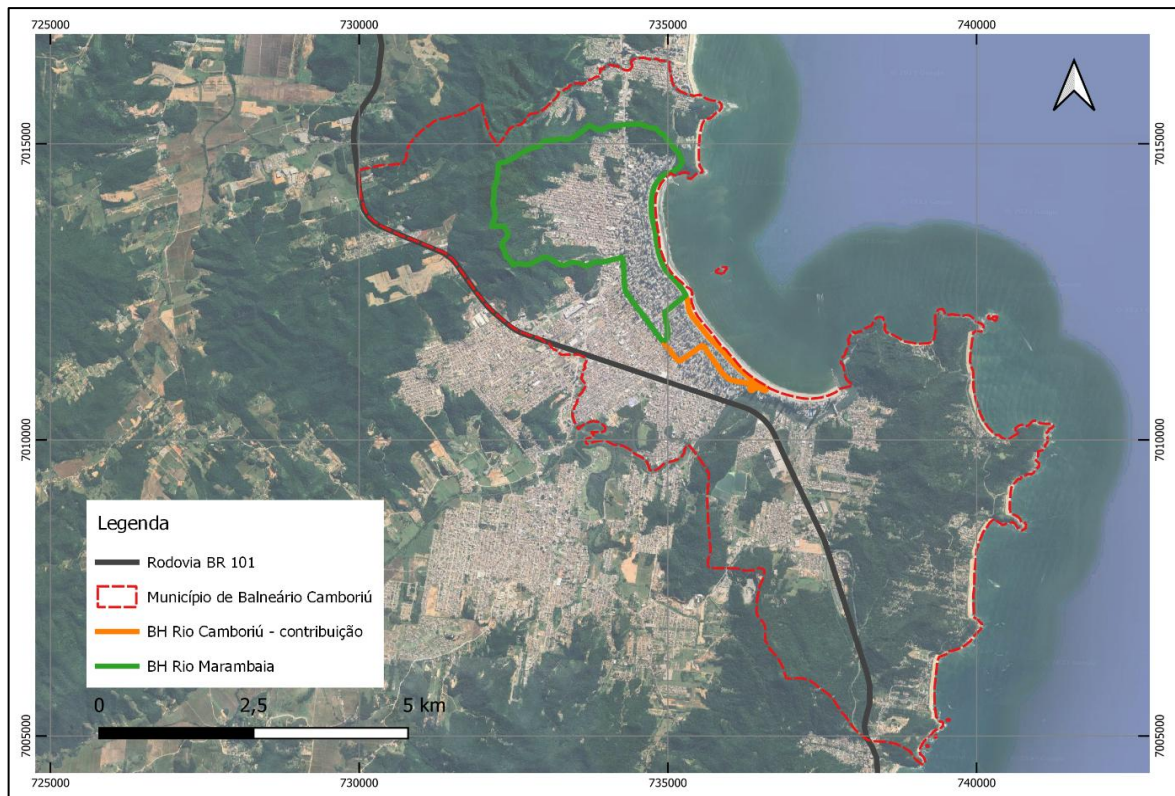 725000 730000 735000 740000
7015000 7015000
7010000 7010000
Legenda
Rodovia BR 101
Município de Balneário Camboriú
BH Rio Camboriú - contribuição
BH Rio Marambaia
0 2,5 5 km
7005000 7005000
725000 730000 735000 740000